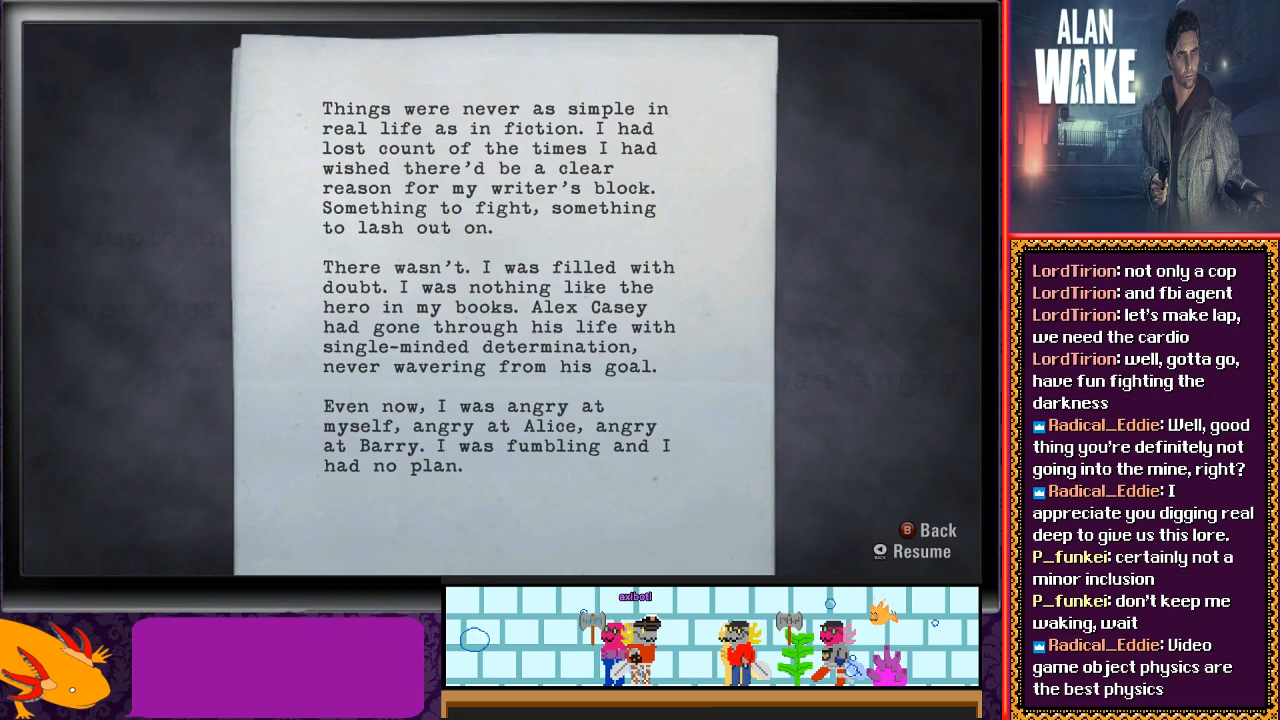 Things were never as simple in
real life as in fiction. I had
lost count of the times I had
wished there'd be a clear
reason for my writer's block.
Something to fight, something
to lash out on.
There wasn't. I was filled with
doubt. I was nothing like the
hero in my books. Alex Casey
had gone through his life with
single-minded determination,
never wavering from his goal.
Even now, I was angry at
myself, angry at Alice, angry
at Barry. I was fumbling and I
had no plan.
B Back
BACK Resume
ALAN
WAKE
LordTirion: not only a cop
LordTirion: and fbi agent
LordTirion: let's make lap,
we need the cardio
LordTirion: well, gotta go,
have fun fighting the
darkness
Radical_Eddie: Well, good
thing you're definitely not
going into the mine, right?
Radical_Eddie: I
appreciate you digging real
deep to give us this lore.
P_funkei: certainly not a
minor inclusion
P_funkei: don't keep me
waking, wait
Radical_Eddie: Video
game object physics are
the best physics
axibot!